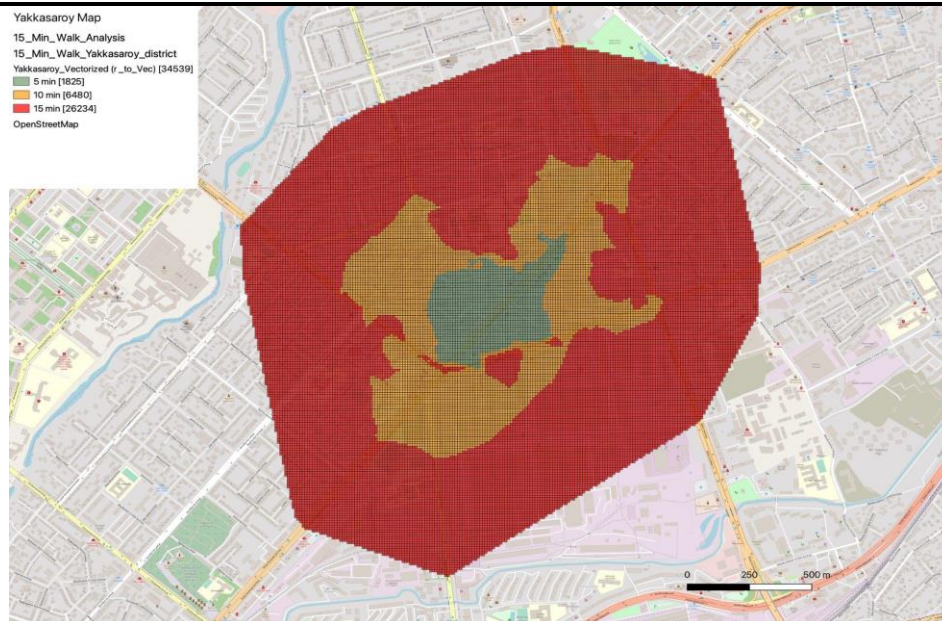 Yakkasaroy Map
15_Min_Walk_Analysis
15_Min_Walk_Yakkasaroy_district
Yakkasaroy_Vectorized (r_to_Vec) [34539]
5 min [1825]
10 min [6480]
15 min [26234]
OpenStreetMap
0 250 500 m